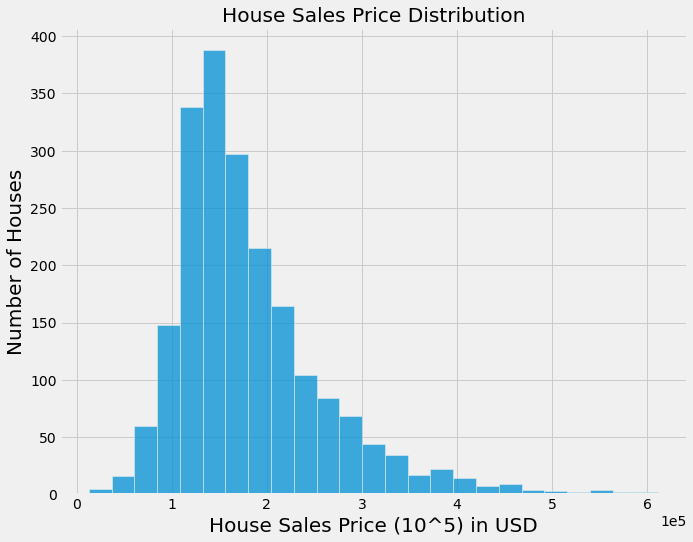 House Sales Price Distribution
400
350
300
250
200
150
100
50
0
Number of Houses
0 1 2 3 4 5 6
1e5
House Sales Price (10^5) in USD